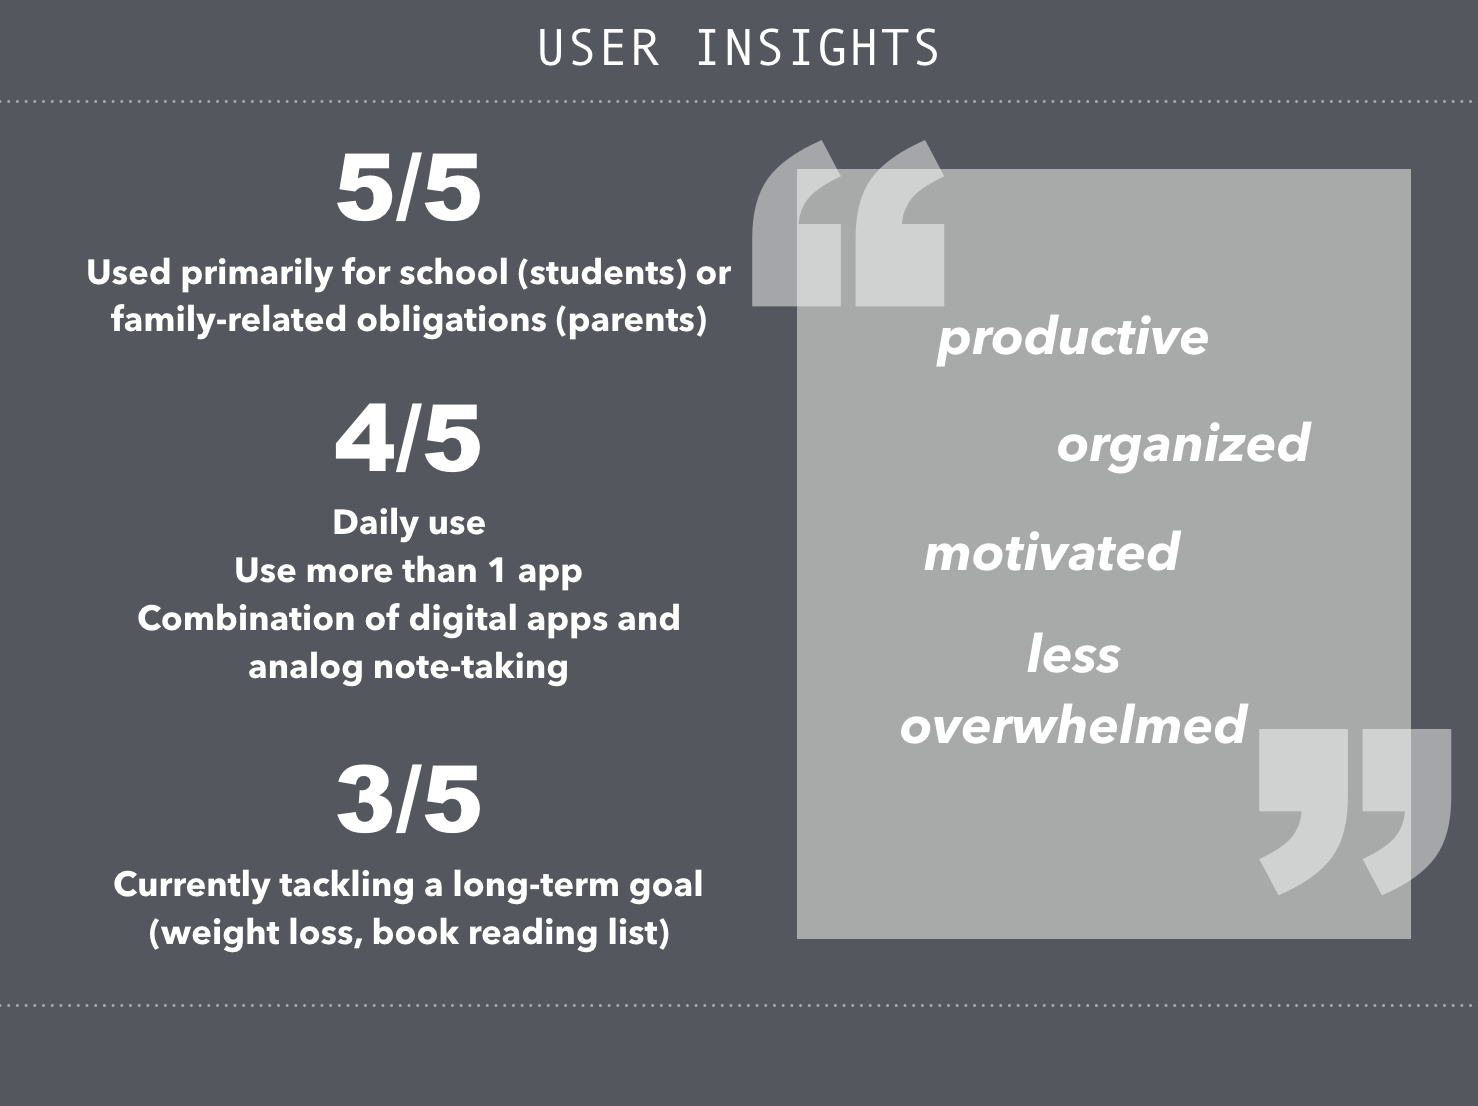 USER INSIGHTS
5/5
Used primarily for school (students) or
family-related obligations (parents)
4/5
Daily use
Use more than 1 app
Combination of digital apps and
analog note-taking
3/5
Currently tackling a long-term goal
(weight loss, book reading list)
“
productive
organized
motivated
less
overwhelmed
”